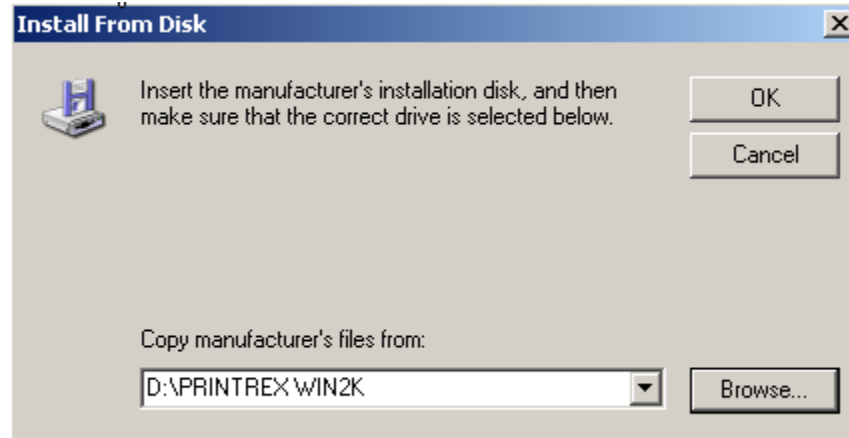 Install From Disk
Insert the manufacturer's installation disk, and then
make sure that the correct drive is selected below.
OK
Cancel
Copy manufacturer's files from:
D:\PRINTREX WIN2K
Browse...